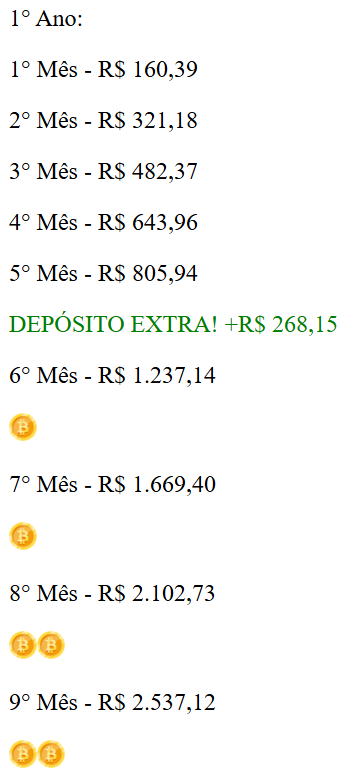 1° Ano:
1° Mês - R$ 160,39
2° Mês - R$ 321,18
3° Mês - R$ 482,37
4° Mês - R$ 643,96
5° Mês - R$ 805,94
DEPÓSITO EXTRA! +R$ 268,15
6° Mês - R$ 1.237,14
7° Mês - R$ 1.669,40
8° Mês - R$ 2.102,73
9° Mês - R$ 2.537,12